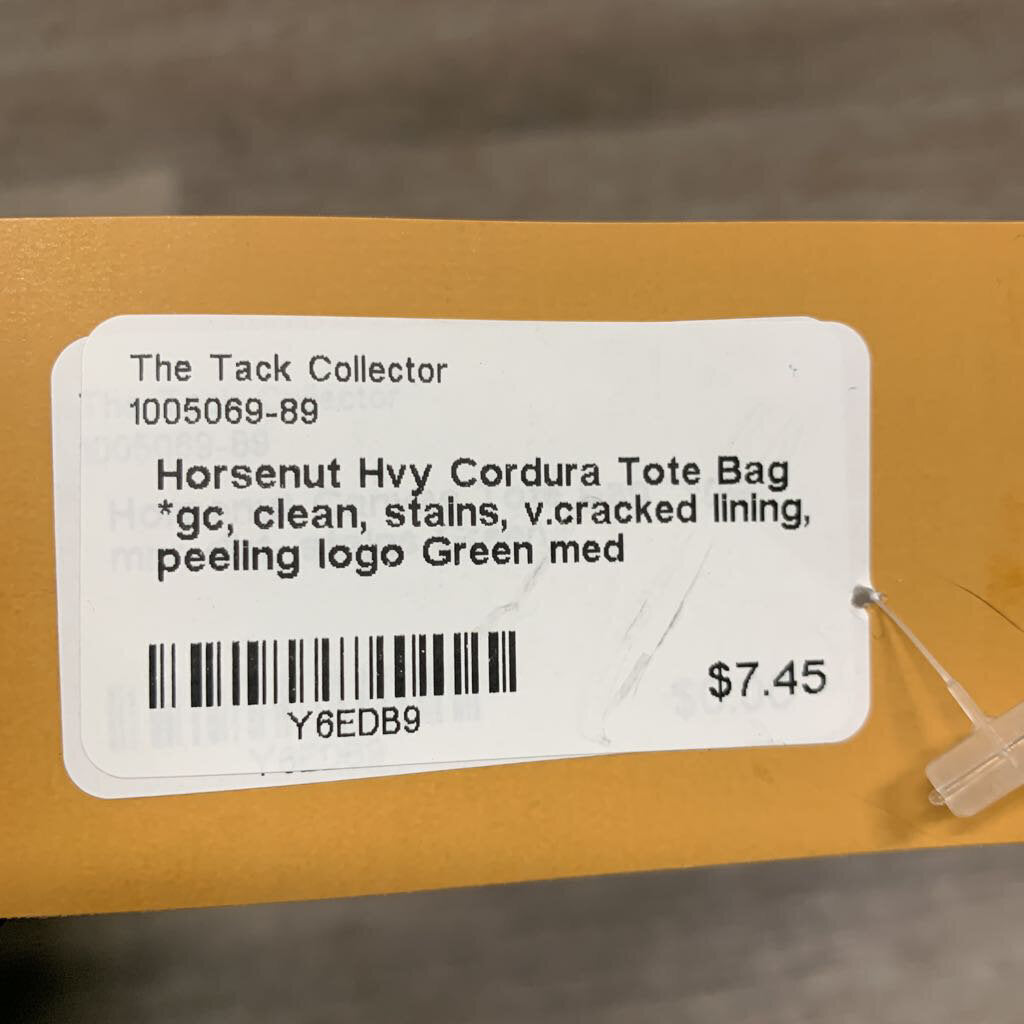 The Tack Collector
1005069-89
Horsenut Hvy Cordura Tote Bag
*gc, clean, stains, v.cracked lining,
peeling logo Green med
$7.45
Y6EDB9